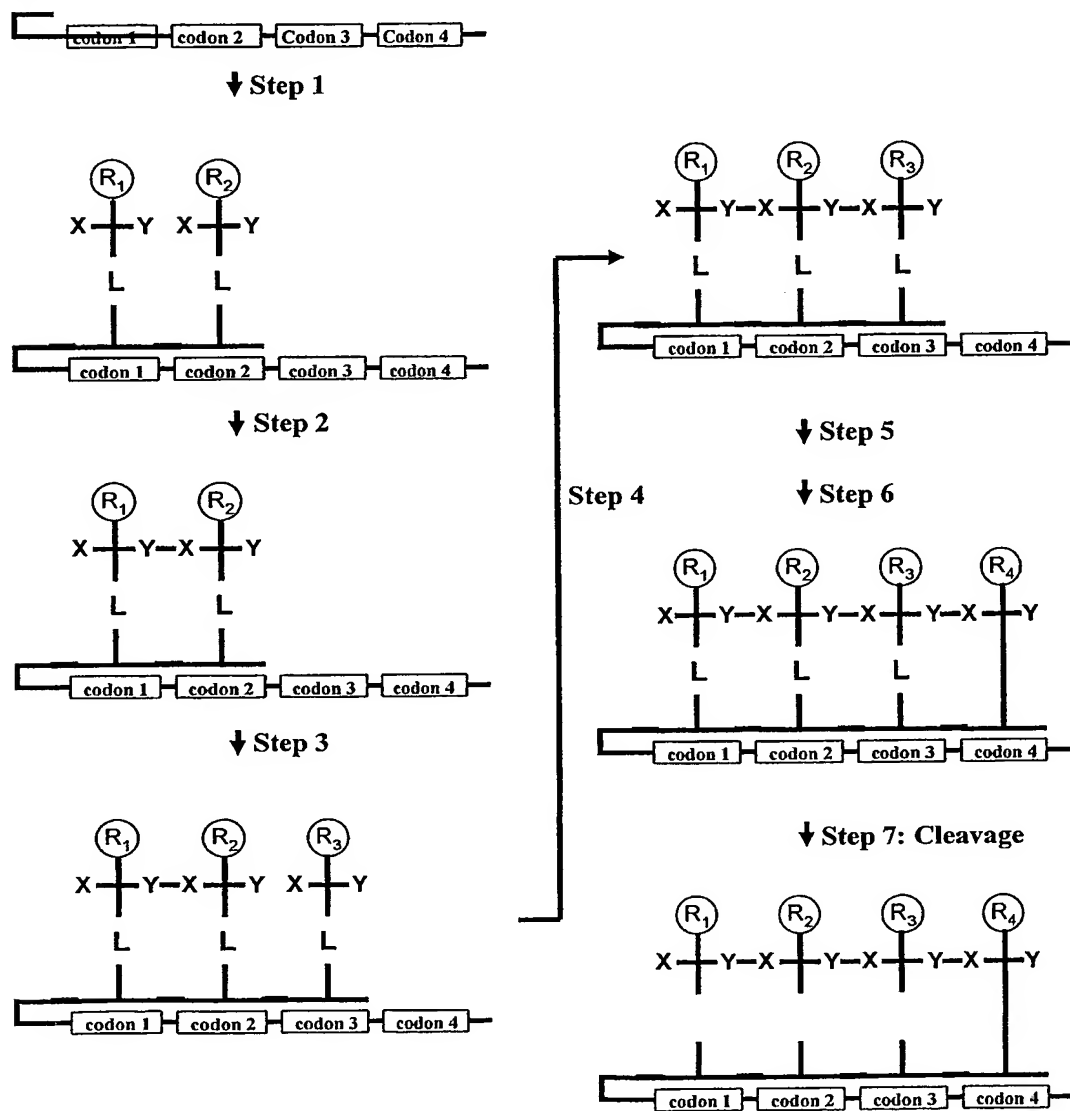 codon 1 codon 2 Codon 3 Codon 4
Step 1
R1 R2
X Y X Y
L L
codon 1 codon 2 codon 3 codon 4
Step 2
R1 R2
X Y X Y
L L
codon 1 codon 2 codon 3 codon 4
Step 3
R1 R2 R3
X Y X Y X Y
L L L
codon 1 codon 2 codon 3 codon 4
Step 4
R1 R2 R3
X Y X Y X Y
L L L
codon 1 codon 2 codon 3 codon 4
Step 5
Step 6
R1 R2 R3 R4
X Y X Y X Y X Y
L L L
codon 1 codon 2 codon 3 codon 4
Step 7: Cleavage
R1 R2 R3 R4
X Y X Y X Y X Y
codon 1 codon 2 codon 3 codon 4